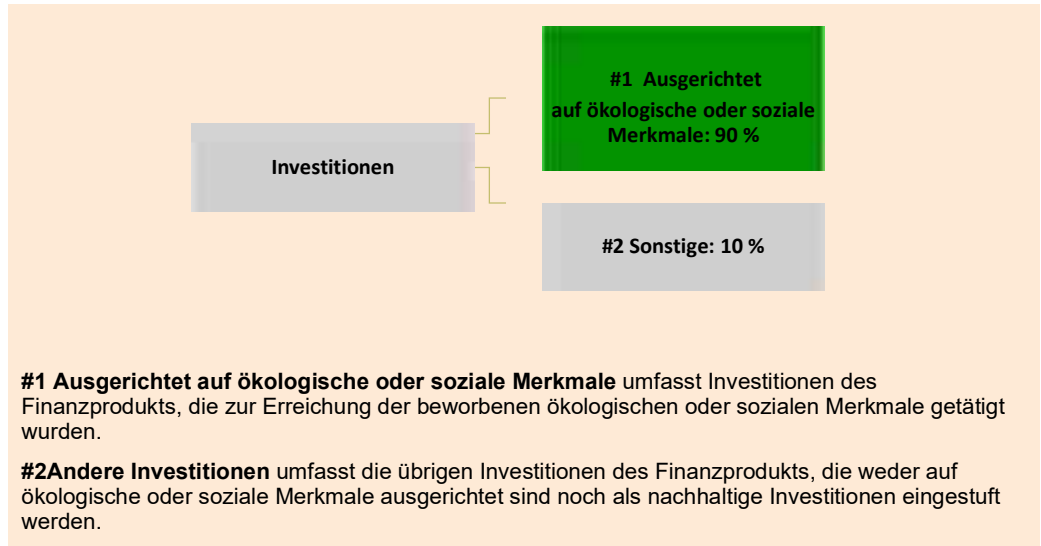 #1 Ausgerichtet
auf ökologische oder soziale
Merkmale: 90 %
Investitionen
#2 Sonstige: 10 %
#1 Ausgerichtet auf ökologische oder soziale Merkmale umfasst Investitionen des
Finanzprodukts, die zur Erreichung der beworbenen ökologischen oder sozialen Merkmale getätigt
wurden.
#2Andere Investitionen umfasst die übrigen Investitionen des Finanzprodukts, die weder auf
ökologische oder soziale Merkmale ausgerichtet sind noch als nachhaltige Investitionen eingestuft
werden.